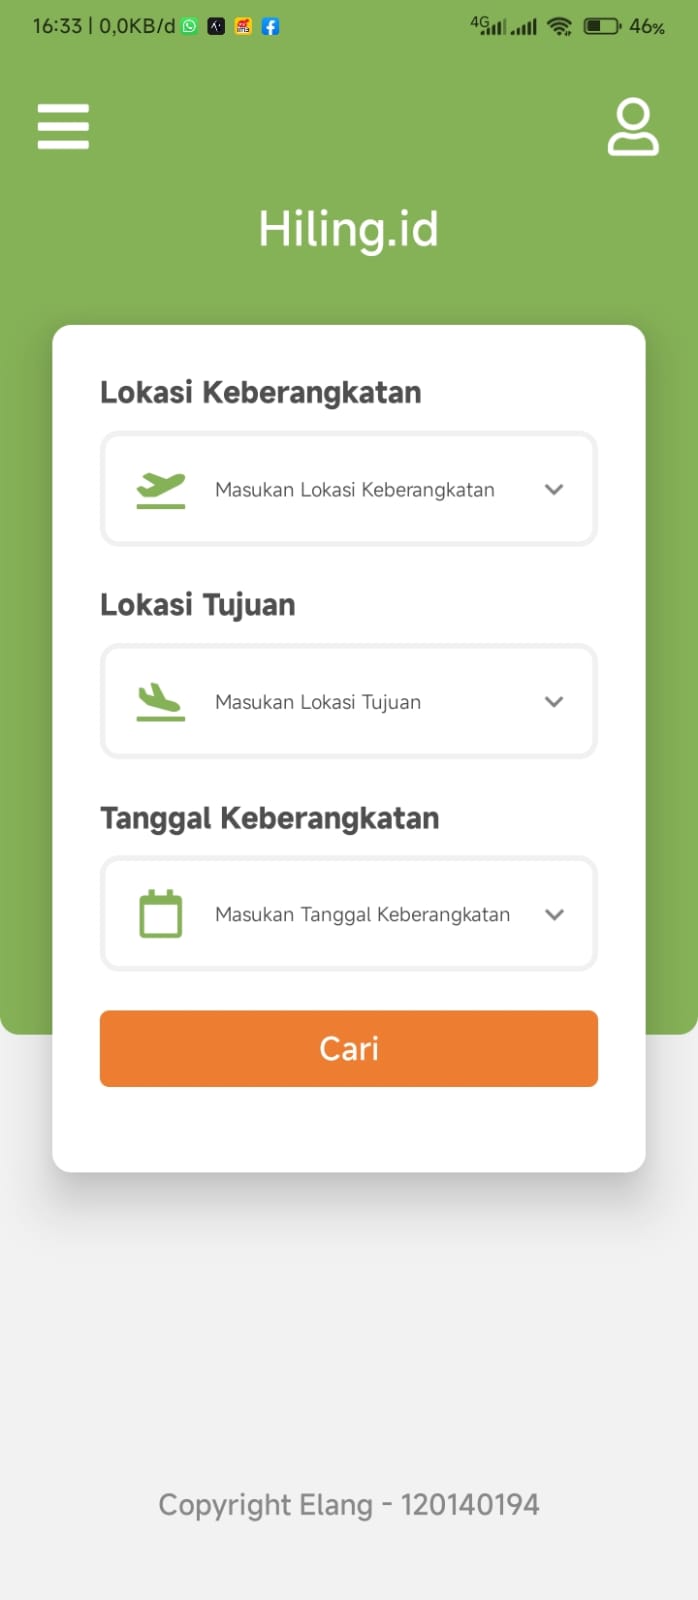 16:33 | 0,0KB/d
4G
46%
Hiling.id
Lokasi Keberangkatan
Masukan Lokasi Keberangkatan
Lokasi Tujuan
Masukan Lokasi Tujuan
Tanggal Keberangkatan
Masukan Tanggal Keberangkatan
Cari
Copyright Elang - 120140194